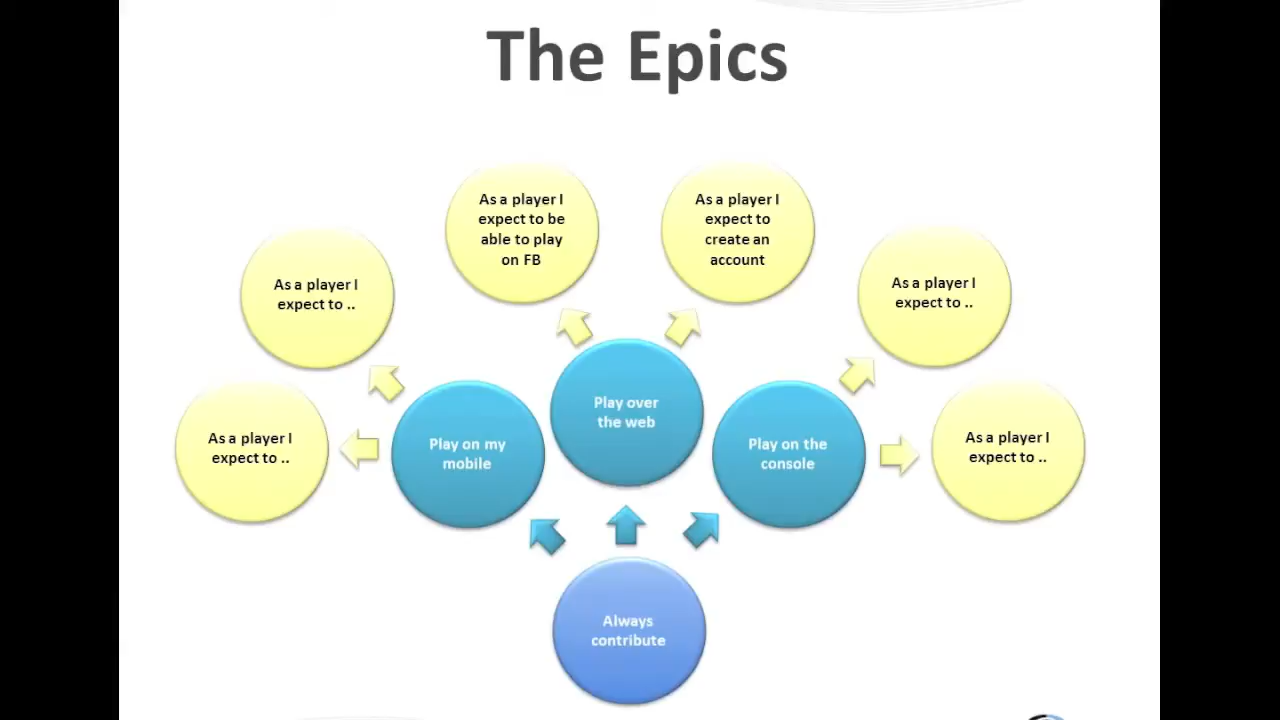 The Epics
As a player I
expect to be
able to play
on FB
As a player I
expect to
create an
account
As a player I
expect to ..
As a player I
expect to ..
Play over
the web
As a player I
expect to ..
Play on my
mobile
Play on the
console
As a player I
expect to ..
Always
contribute